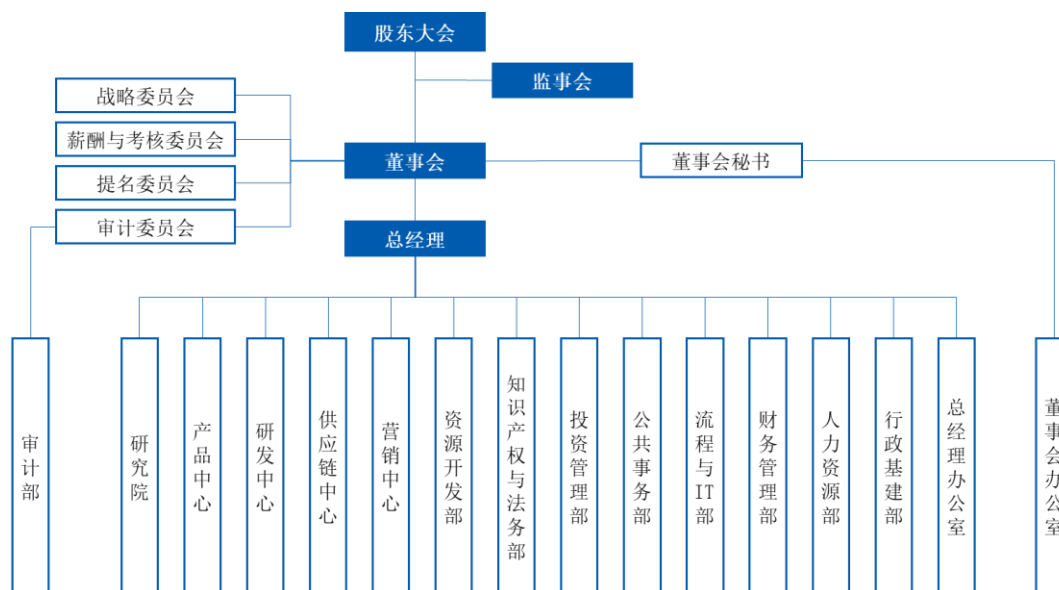 股东大会
监事会
战略委员会
薪酬与考核委员会
提名委员会
审计委员会
董事会
董事会秘书
总经理
审计部
研究院
产品中心
研发中心
供应链中心
营销中心
资源开发部
知识产权与法务部
投资管理部
公共事务部
流程与IT部
财务管理部
人力资源部
行政基建部
总经理办公室
董事会办公室